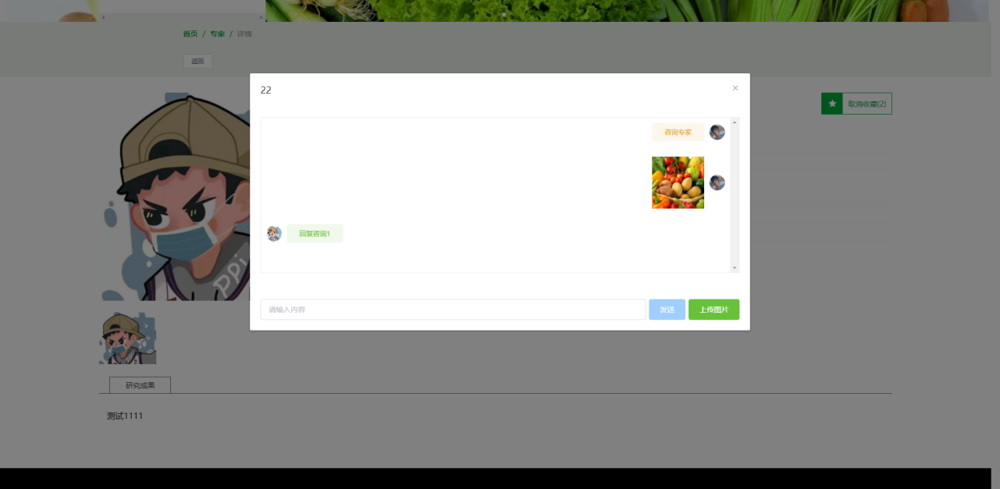 首页 / 专家 / 详情
返回
22
×
取消收藏(2)
咨询专家
回复咨询1
请输入内容
发送
上传图片
研究成果
测试1111
PPi